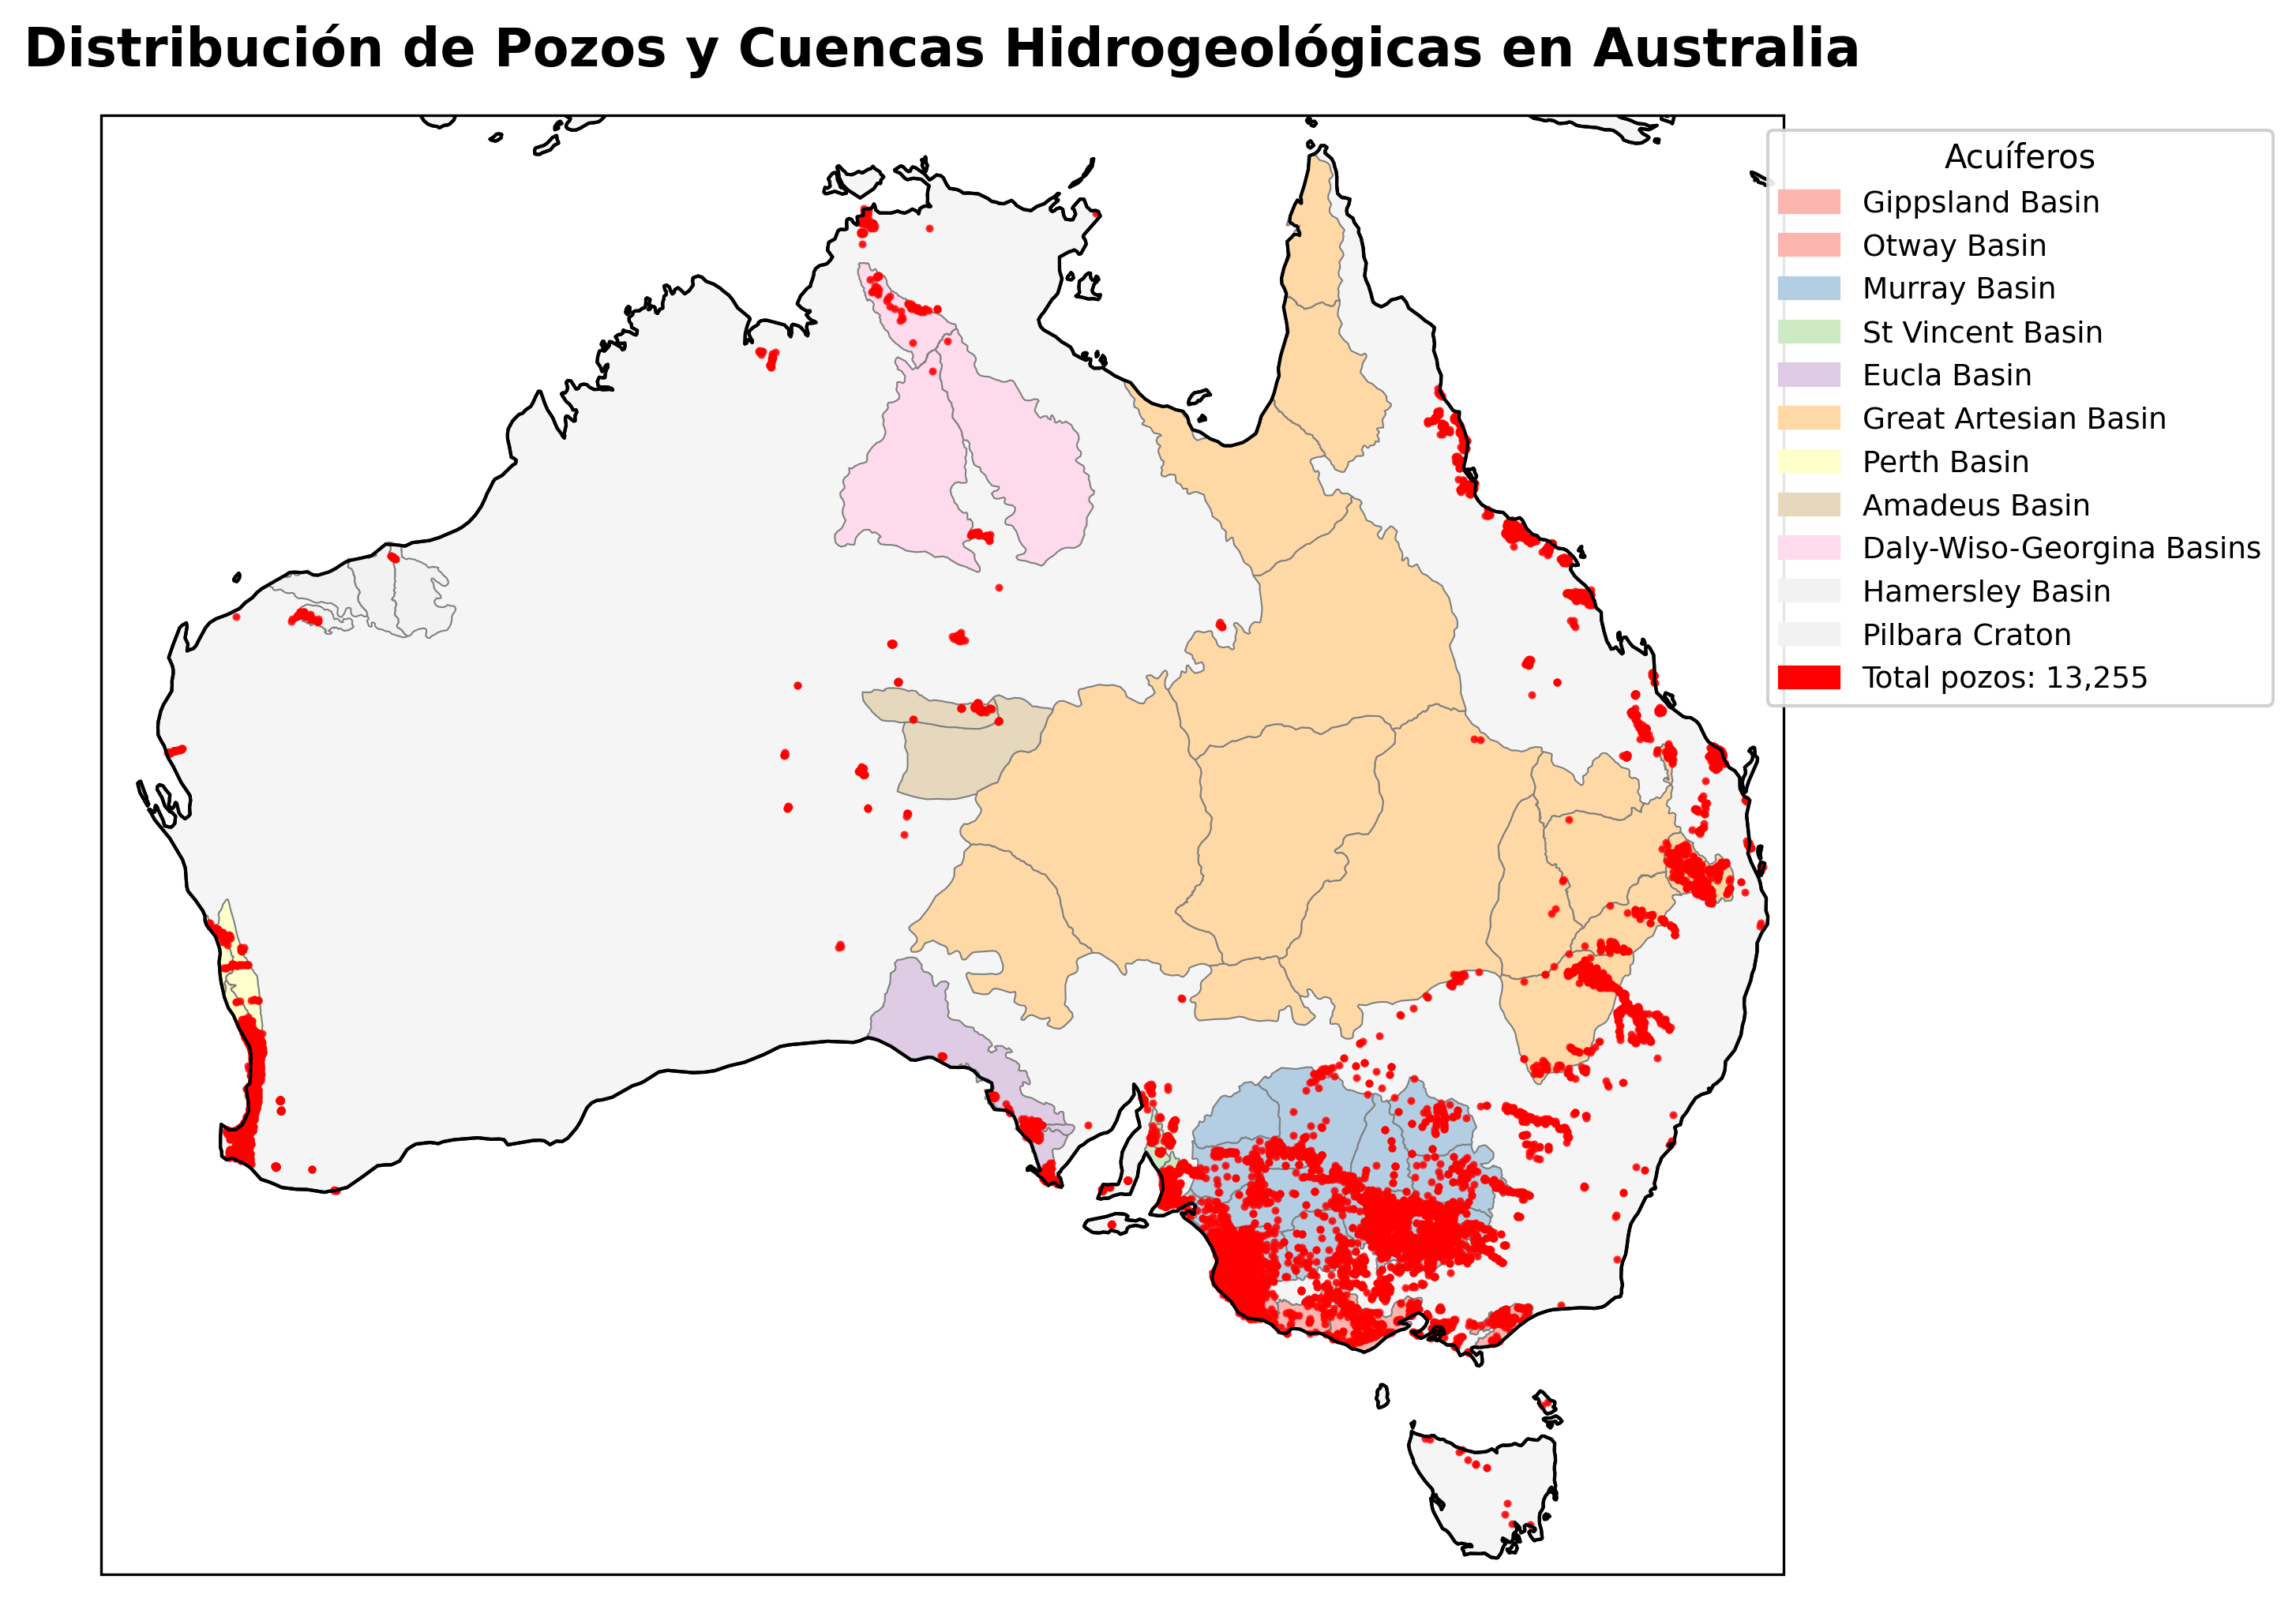 Distribución de Pozos y Cuencas Hidrogeológicas en Australia
Acuíferos
Gippsland Basin
Otway Basin
Murray Basin
St Vincent Basin
Eucla Basin
Great Artesian Basin
Perth Basin
Amadeus Basin
Daly-Wiso-Georgina Basins
Hamersley Basin
Pilbara Craton
Total pozos: 13,255